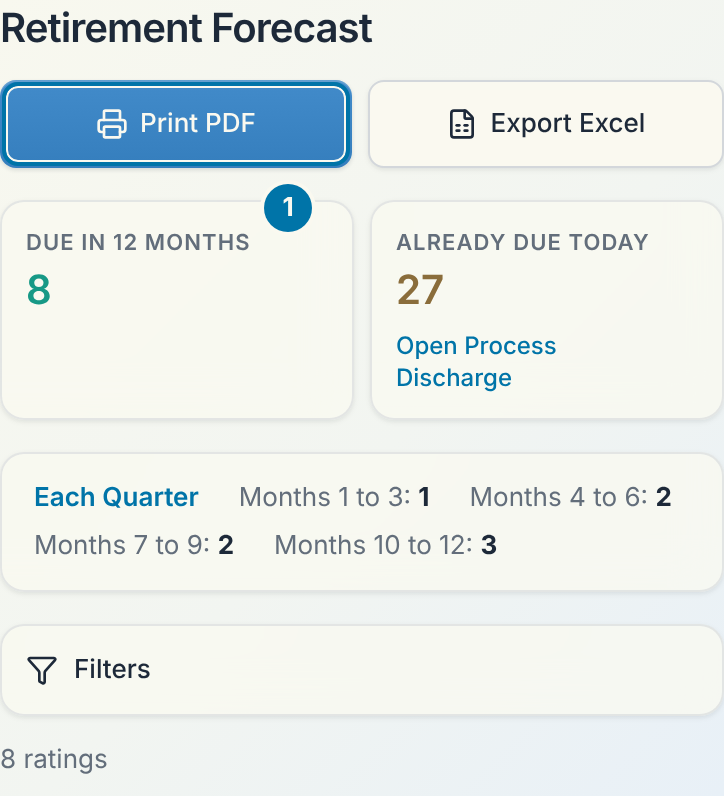 Retirement Forecast
Print PDF
Export Excel
1
DUE IN 12 MONTHS
8
ALREADY DUE TODAY
27
Open Process
Discharge
Each Quarter Months 1 to 3: 1 Months 4 to 6: 2
Months 7 to 9: 2 Months 10 to 12: 3
Filters
8 ratings